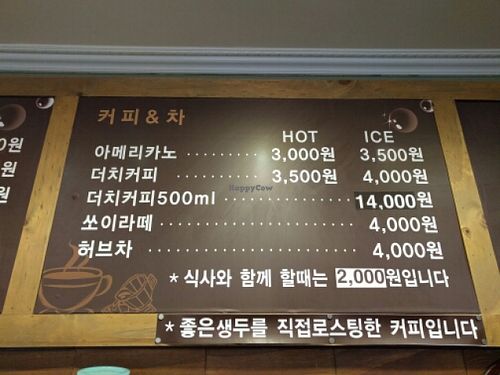 커피&차
HOT ICE
아메리카노 ·········· 3,000원 3,500원
더치커피 ·········· 3,500원 4,000원
더치커피500ml ················ 14,000원
쏘이라떼 ···················· 4,000원
허브차 ······················ 4,000원
*식사와 함께 할때는 2,000원입니다
*좋은생두를 직접로스팅한 커피입니다
0원
원
원
HappyCow